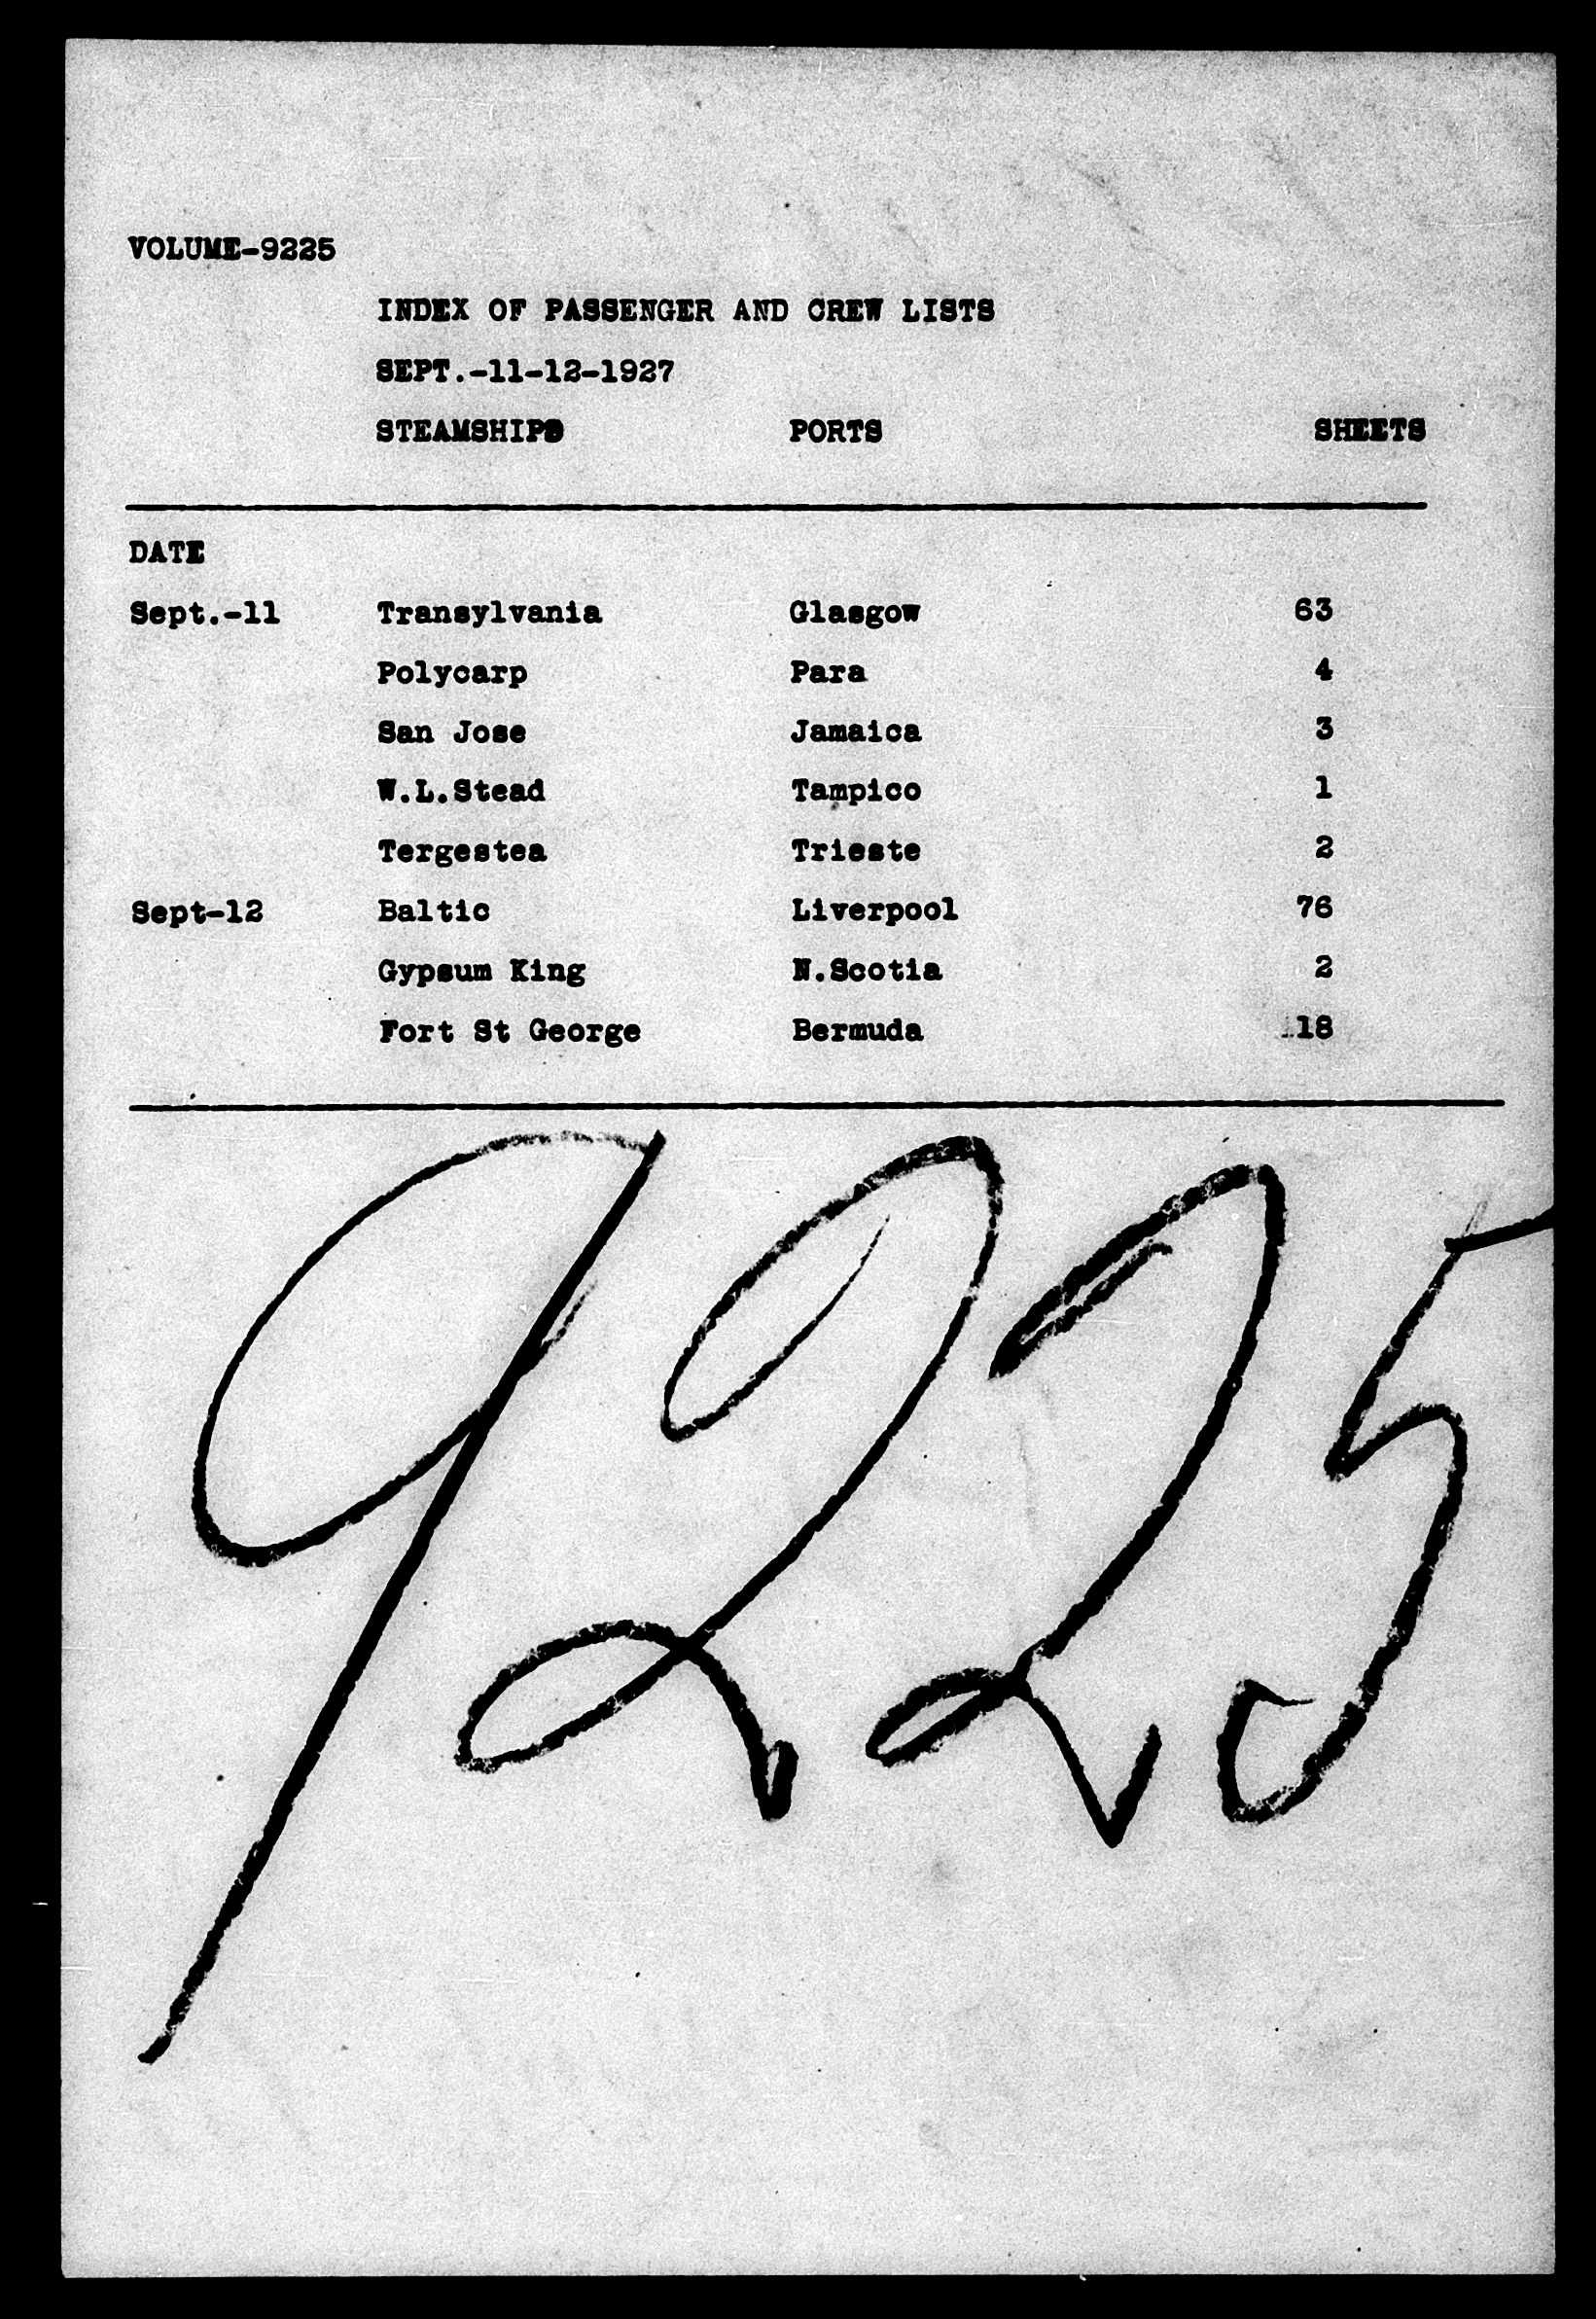 VOLUME-9225
INDEX OF PASSENGER AND CREW LISTS
SEPT.-11-12-1927
STEAMSHIPS PORTS SHEETS
DATE
Sept.-11 Transylvania Glasgow 63
Polycarp Para 4
San Jose Jamaica 3
W.L.Stead Tampico 1
Tergestea Trieste 2
Sept-12 Baltic Liverpool 76
Gypsum King N.Scotia 2
Fort St George Bermuda 18
9225